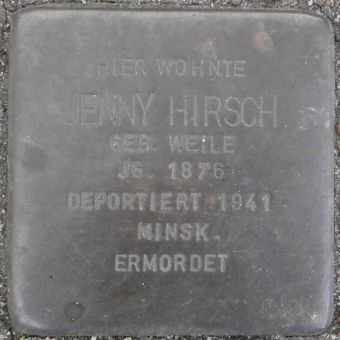 HIER WOHNTE
JENNY HIRSCH
GEB. WEILE
JG. 1876
DEPORTIERT 1941
MINSK
ERMORDET